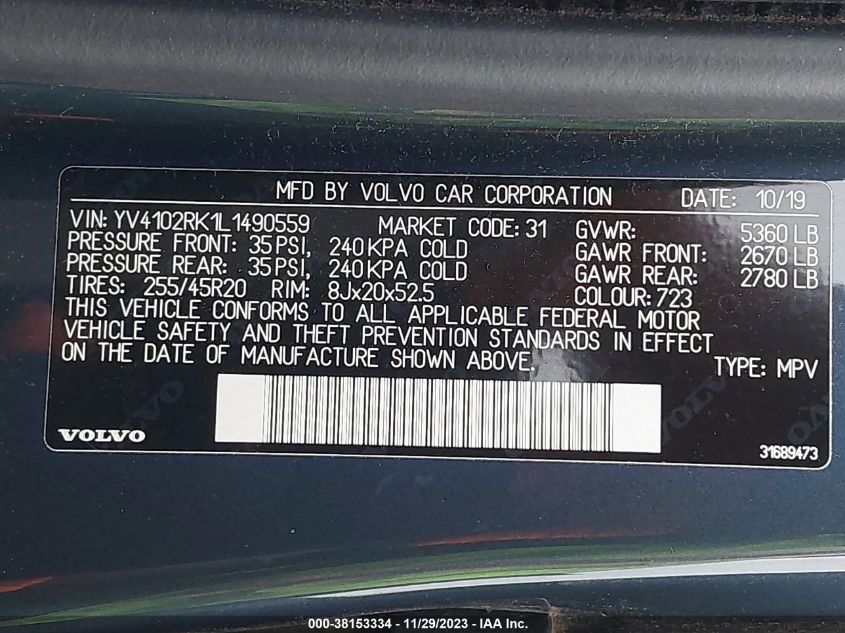 MFD BY VOLVO CAR CORPORATION DATE: 10/19
VIN: YV4102RK1L1490559 MARKET CODE: 31 GVWR: 5360 LB
PRESSURE FRONT: 35 PSI, 240 KPA COLD GAWR FRONT: 2670 LB
PRESSURE REAR: 35 PSI, 240 KPA COLD GAWR REAR: 2780 LB
TIRES: 255/45R20 RIM: 8Jx20x52.5 COLOUR: 723
THIS VEHICLE CONFORMS TO ALL APPLICABLE FEDERAL MOTOR
VEHICLE SAFETY AND THEFT PREVENTION STANDARDS IN EFFECT
ON THE DATE OF MANUFACTURE SHOWN ABOVE. TYPE: MPV
VOLVO 31689473
000-38153334 - 11/29/2023 - IAA Inc.